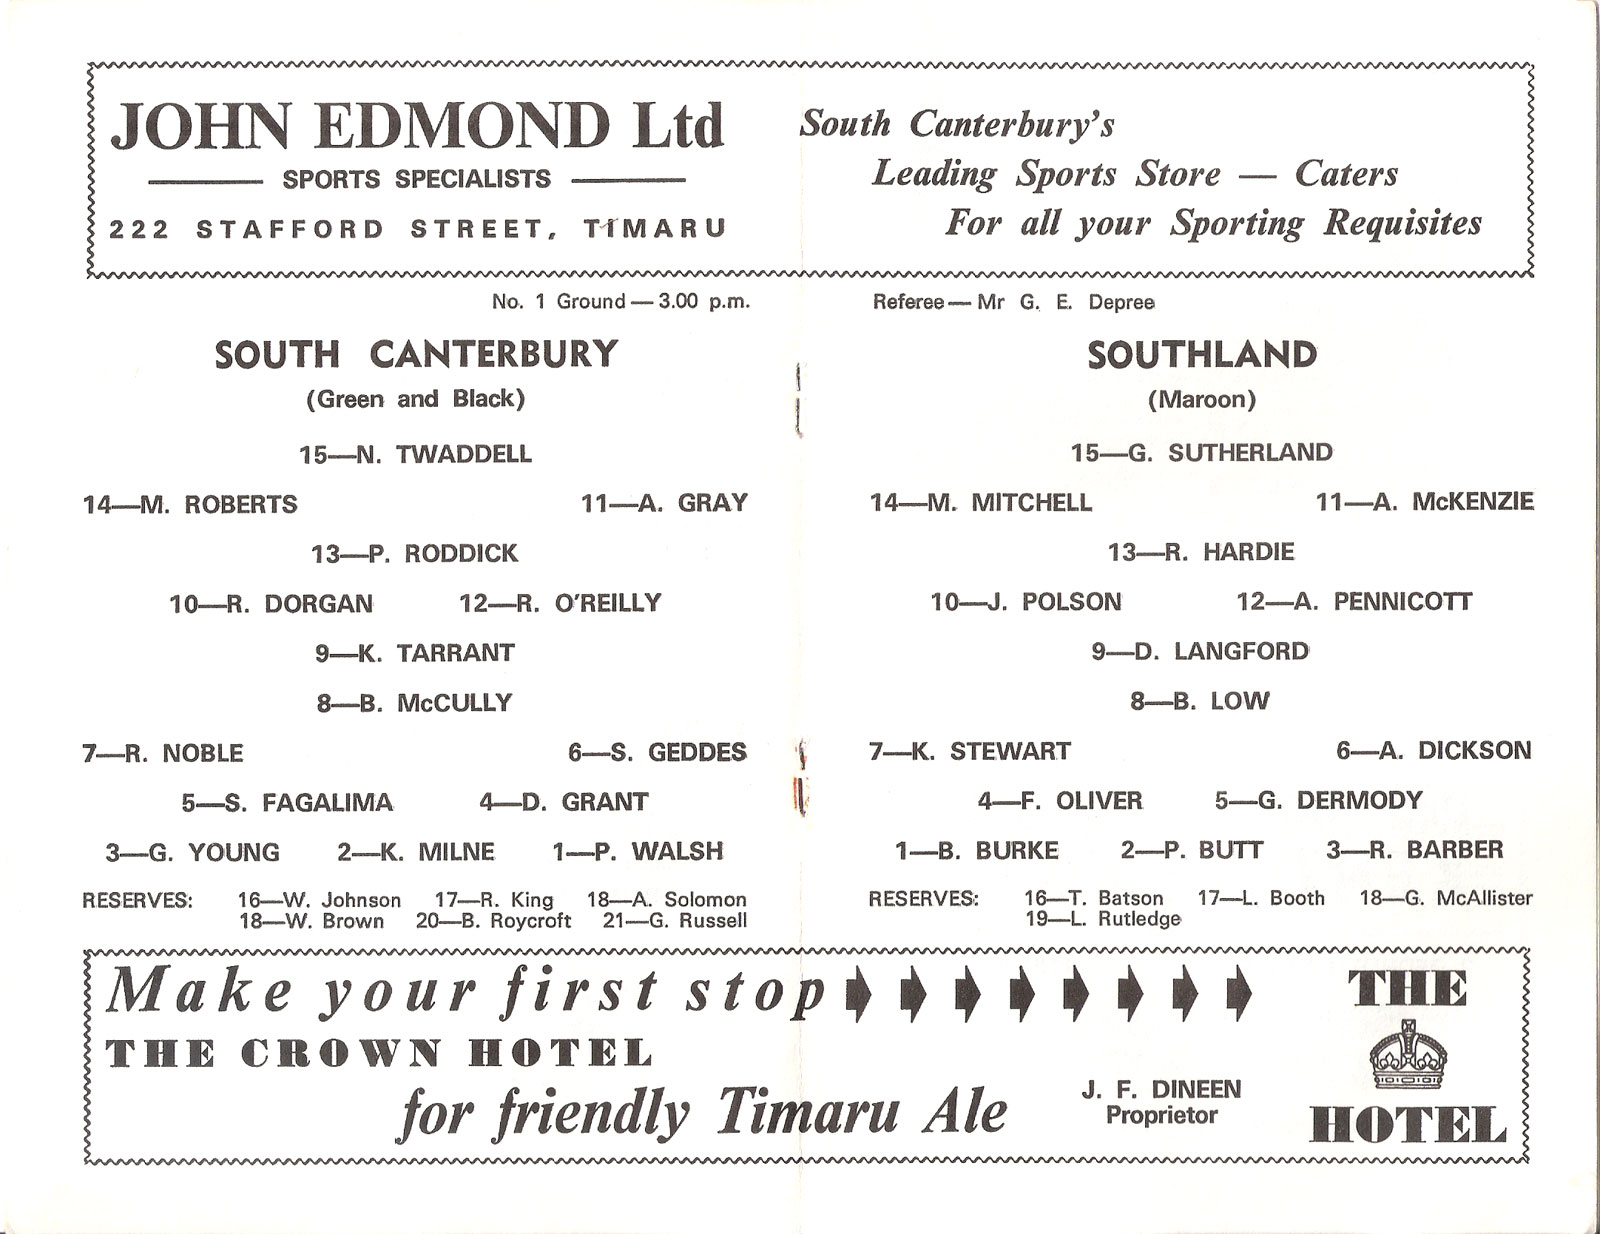 JOHN EDMOND Ltd
SPORTS SPECIALISTS
222 STAFFORD STREET, TIMARU
South Canterbury's
Leading Sports Store — Caters
For all your Sporting Requisites
No. 1 Ground — 3.00 p.m.
SOUTH CANTERBURY
(Green and Black)
15—N. TWADDELL
14—M. ROBERTS 11—A. GRAY
13—P. RODDICK
10—R. DORGAN 12—R. O'REILLY
9—K. TARRANT
8—B. McCULLY
7—R. NOBLE 6—S. GEDDES
5—S. FAGALIMA 4—D. GRANT
3—G. YOUNG 2—K. MILNE 1—P. WALSH
RESERVES: 16—W. Johnson 17—R. King 18—A. Solomon
18—W. Brown 20—B. Roycroft 21—G. Russell
Referee — Mr G. E. Depree
SOUTHLAND
(Maroon)
15—G. SUTHERLAND
14—M. MITCHELL 11—A. McKENZIE
13—R. HARDIE
10—J. POLSON 12—A. PENNICOTT
9—D. LANGFORD
8—B. LOW
7—K. STEWART 6—A. DICKSON
4—F. OLIVER 5—G. DERMODY
1—B. BURKE 2—P. BUTT 3—R. BARBER
RESERVES: 16—T. Batson 17—L. Booth 18—G. McAllister
19—L. Rutledge
Make your first stop
THE CROWN HOTEL
for friendly Timaru Ale
J. F. DINEEN
Proprietor
THE
HOTEL